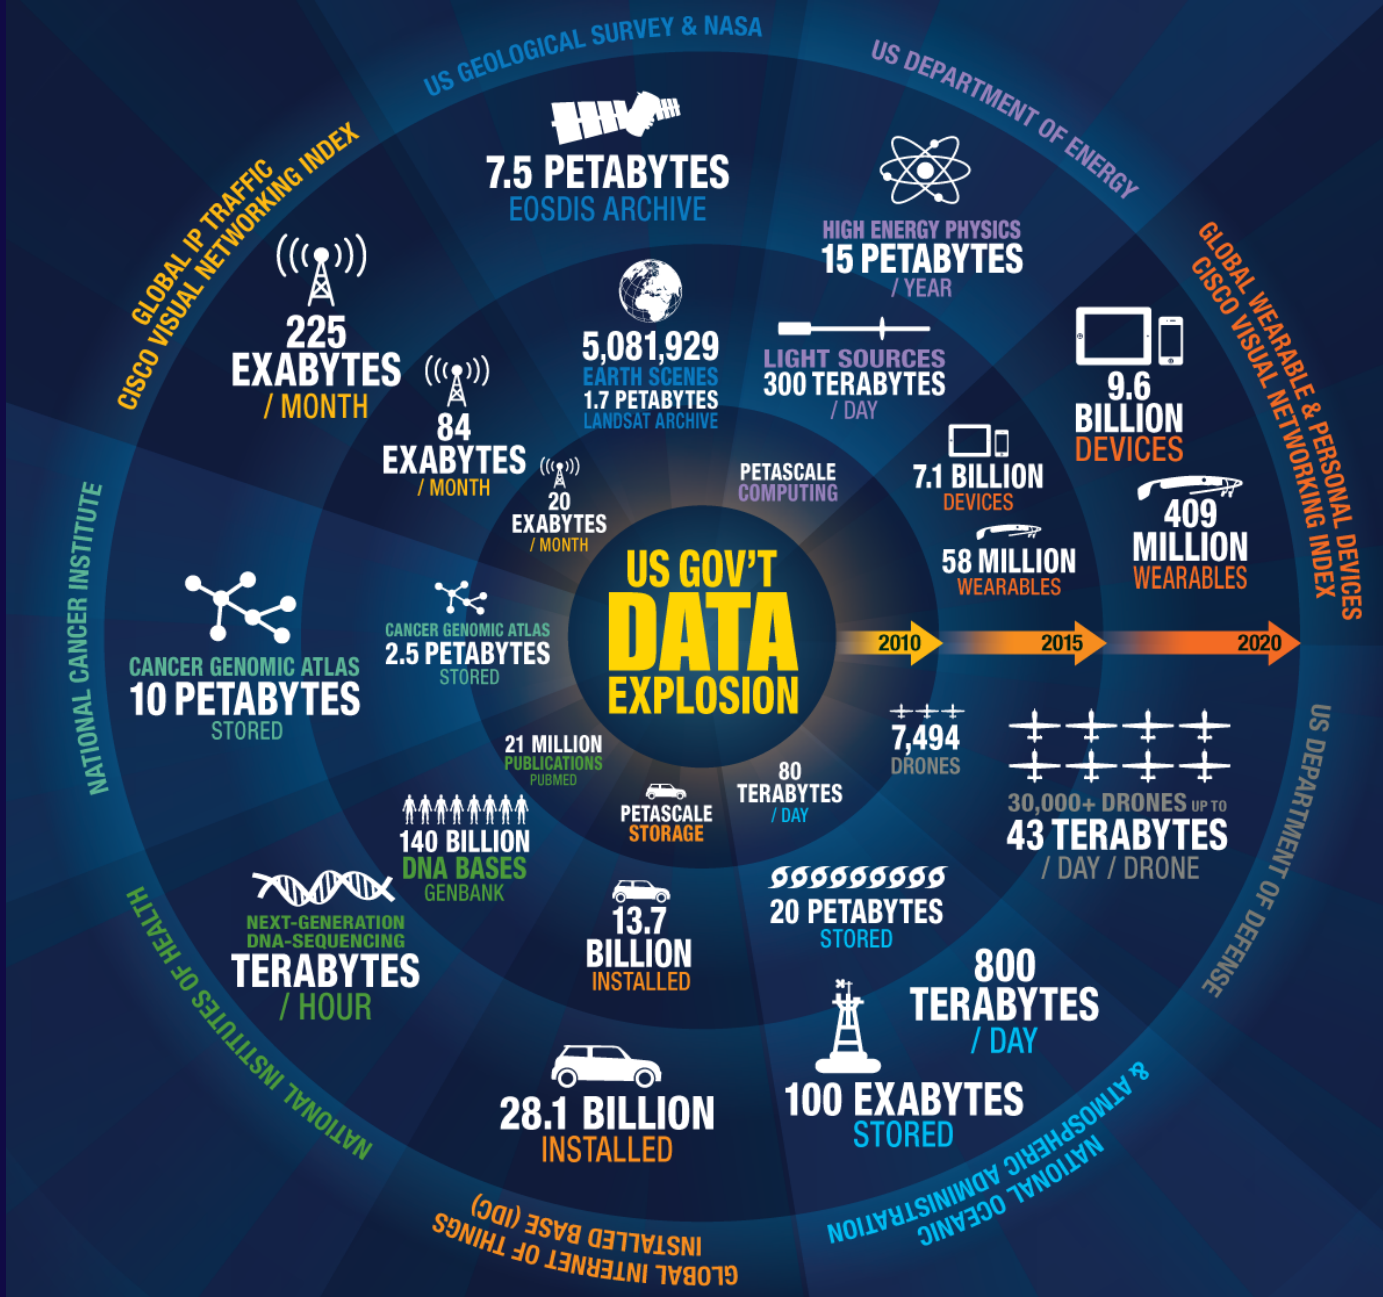 US GEOLOGICAL SURVEY & NASA
7.5 PETABYTES
EOSDIS ARCHIVE
5,081,929
EARTH SCENES
1.7 PETABYTES
LANDSAT ARCHIVE
US DEPARTMENT OF ENERGY
HIGH ENERGY PHYSICS
15 PETABYTES
/ YEAR
LIGHT SOURCES
300 TERABYTES
/ DAY
PETASCALE
COMPUTING
GLOBAL WEARABLE & PERSONAL DEVICES
CISCO VISUAL NETWORKING INDEX
9.6
BILLION
DEVICES
409
MILLION
WEARABLES
7.1 BILLION
DEVICES
58 MILLION
WEARABLES
2010
2015
2020
US DEPARTMENT OF DEFENSE
7,494
DRONES
30,000+ DRONES UP TO
43 TERABYTES
/ DAY / DRONE
NATIONAL OCEANIC
& ATMOSPHERIC ADMINISTRATION
80
TERABYTES
/ DAY
20 PETABYTES
STORED
800
TERABYTES
/ DAY
100 EXABYTES
STORED
GLOBAL INTERNET OF THINGS
INSTALLED BASE (IDC)
PETASCALE
STORAGE
13.7
BILLION
INSTALLED
28.1 BILLION
INSTALLED
NATIONAL INSTITUTES OF HEALTH
21 MILLION
PUBLICATIONS
PUBMED
140 BILLION
DNA BASES
GENBANK
NEXT-GENERATION
DNA-SEQUENCING
TERABYTES
/ HOUR
NATIONAL CANCER INSTITUTE
CANCER GENOMIC ATLAS
10 PETABYTES
STORED
CANCER GENOMIC ATLAS
2.5 PETABYTES
STORED
GLOBAL IP TRAFFIC
CISCO VISUAL NETWORKING INDEX
225
EXABYTES
/ MONTH
84
EXABYTES
/ MONTH
20
EXABYTES
/ MONTH
US GOV'T
DATA
EXPLOSION